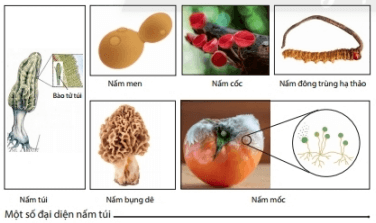 Bào tử túi
Nấm men
Nấm cốc
Nấm đông trùng hạ thảo
Nấm túi
Nấm bụng dê
Nấm mốc
Một số đại diện nấm túi